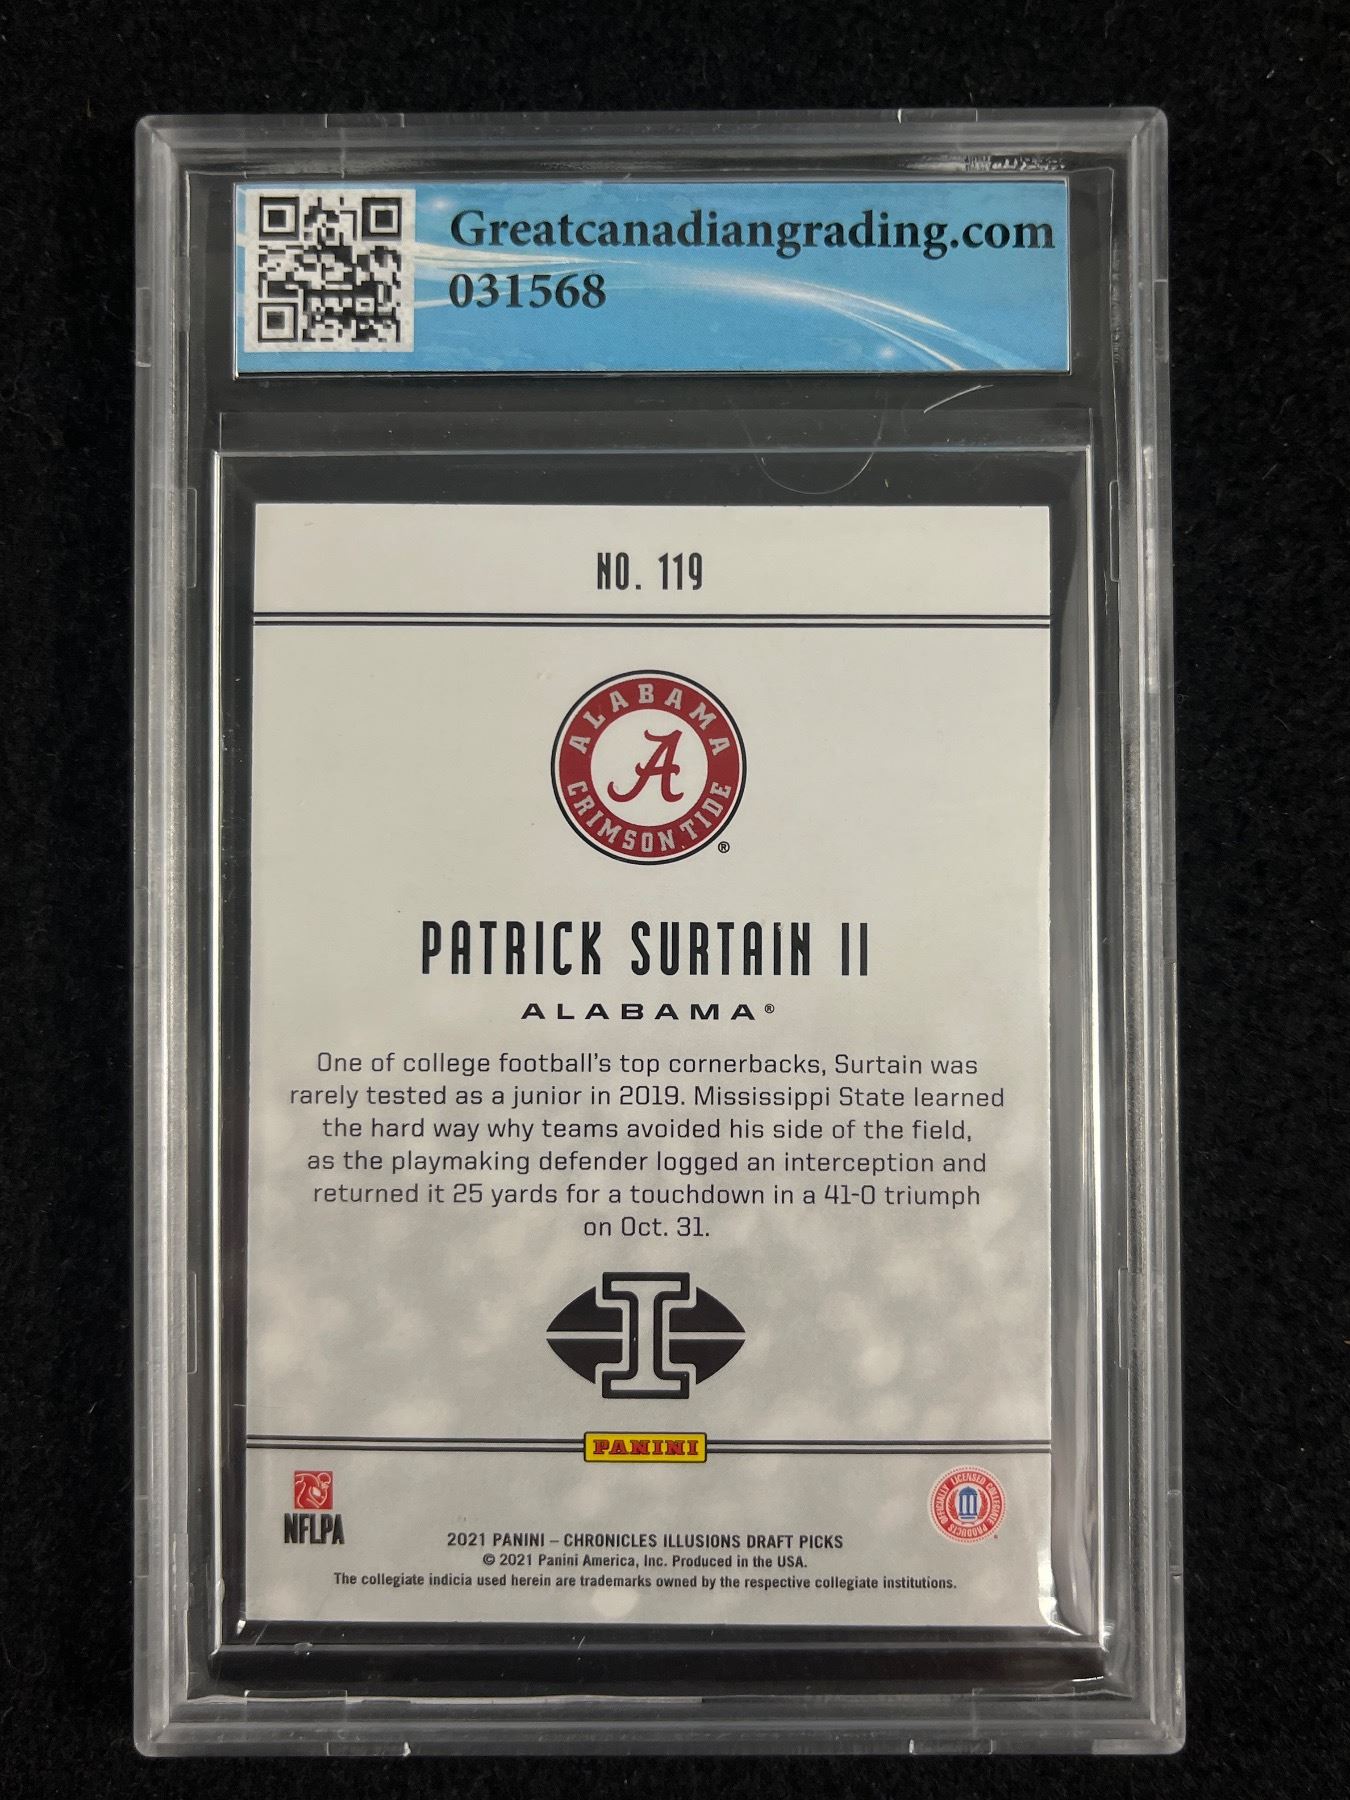 Greatcanadiangrading.com
031568
NO. 119
ALABAMA
A
CRIMSON TIDE
®
PATRICK SURTAIN II
ALABAMA®
One of college football's top cornerbacks, Surtain was
rarely tested as a junior in 2019. Mississippi State learned
the hard way why teams avoided his side of the field,
as the playmaking defender logged an interception and
returned it 25 yards for a touchdown in a 41-0 triumph
on Oct. 31.
I
PANINI
NFLPA
OFFICIALLY LICENSED COLLEGIATE PRODUCTS
2021 PANINI – CHRONICLES ILLUSIONS DRAFT PICKS
© 2021 Panini America, Inc. Produced in the USA.
The collegiate indicia used herein are trademarks owned by the respective collegiate institutions.